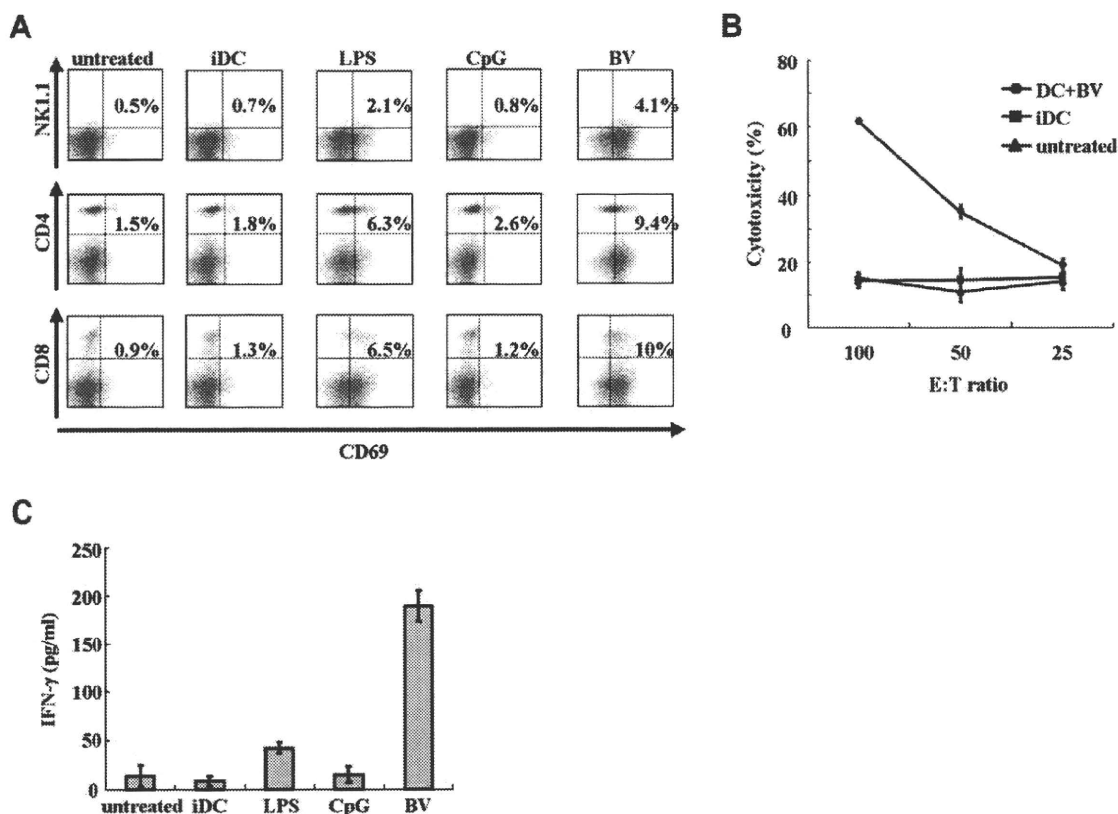 A
untreated iDC LPS CpG BV
NK1.1
0.5% 0.7% 2.1% 0.8% 4.1%
CD4
1.5% 1.8% 6.3% 2.6% 9.4%
CD8
0.9% 1.3% 6.5% 1.2% 10%
CD69
B
Cytotoxicity (%)
80
60
40
20
0
DC+BV
iDC
untreated
100 50 25
E:T ratio
C
IFN-γ (pg/ml)
250
200
150
100
50
0
untreated iDC LPS CpG BV